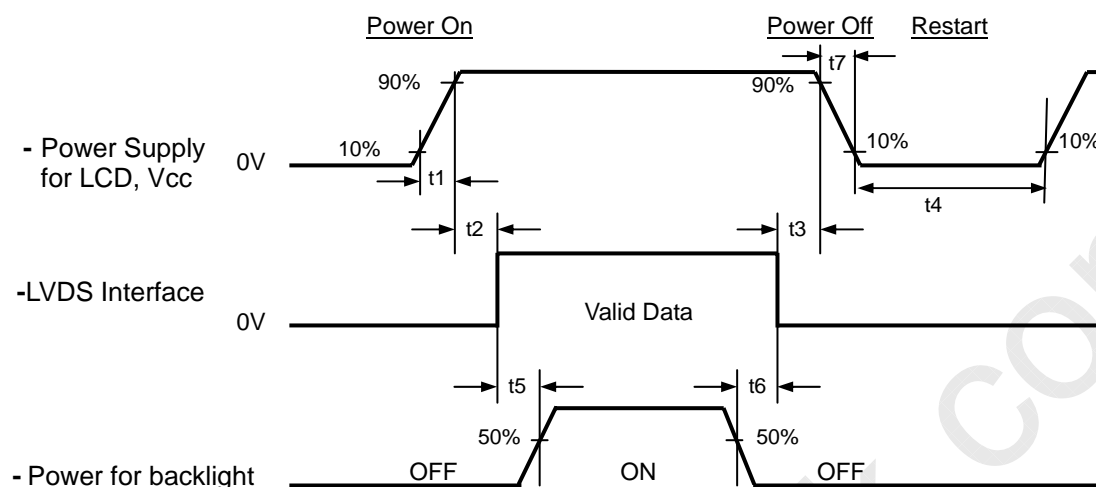 Power On
Power Off
Restart
t7
90%
90%
10%
10%
10%
- Power Supply
for LCD, Vcc
0V
t1
t4
t2
t3
-LVDS Interface
0V
Valid Data
t5
t6
50%
50%
- Power for backlight
OFF
ON
OFF